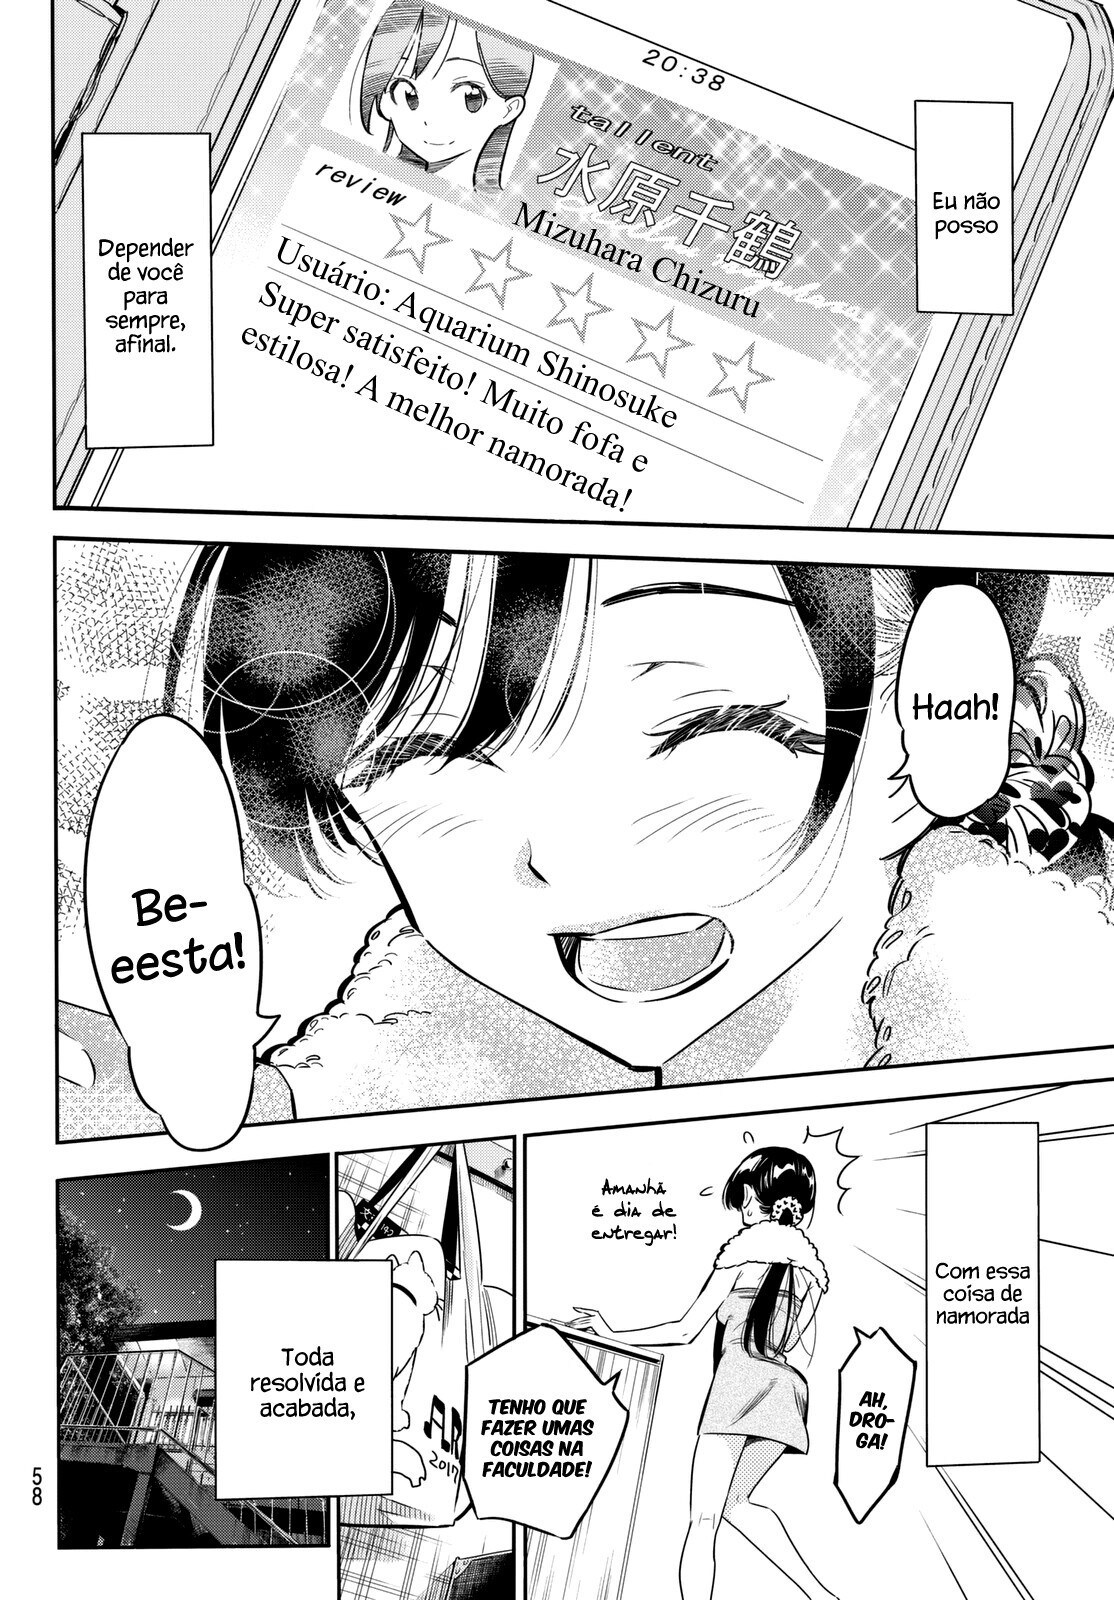 20:38
Eu não
posso
tallent
水原千鶴
Mizuhara Chizuru
review
Usuário: Aquarium Shinosuke
Super satisfeito! Muito fofa e
estilosa! A melhor namorada!
Depender
de você
para
sempre,
afinal.
Haah!
Be-
eesta!
Com essa
coisa de
namorada
Amanhã
é dia de
entregar!
AH,
DRO-
GA!
TENHO QUE
FAZER UMAS
COISAS NA
FACULDADE!
2017
Toda
resolvida e
acabada,
58